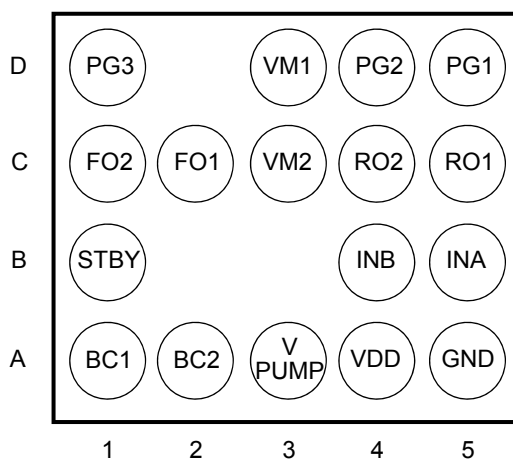 D PG3 VM1 PG2 PG1
C FO2 FO1 VM2 RO2 RO1
B STBY INB INA
A BC1 BC2 V PUMP VDD GND
1 2 3 4 5